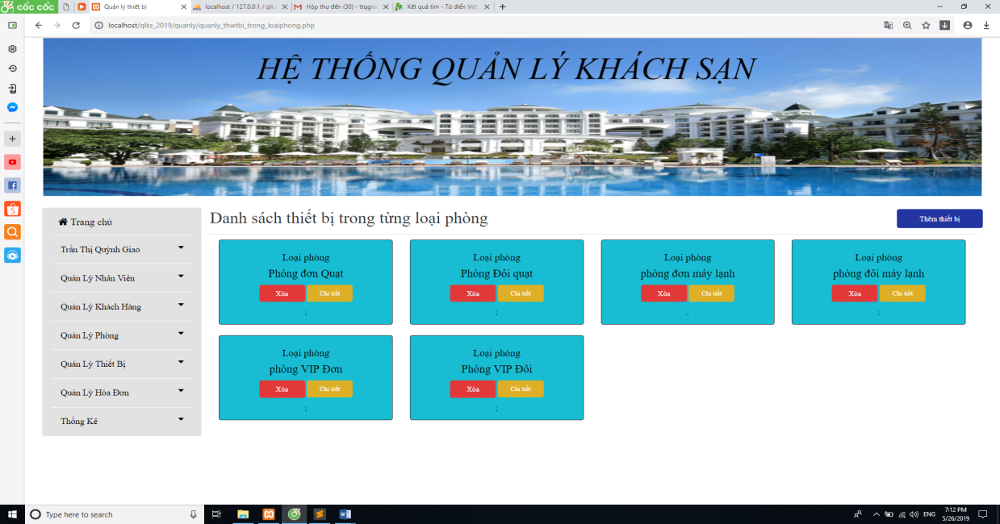 cốc cốc
Quản lý thiết bị
localhost / 127.0.0.1 / qlks
Hộp thư đến (30) - ttqgiao
Kết quả tìm - Từ điển Việt
localhost/qlks_2019/quanly/quanly_thietbi_trong_loaiphong.php
HỆ THỐNG QUẢN LÝ KHÁCH SẠN
Trang chủ
Trần Thị Quỳnh Giao
Quản Lý Nhân Viên
Quản Lý Khách Hàng
Quản Lý Phòng
Quản Lý Thiết Bị
Quản Lý Hóa Đơn
Thống Kê
Danh sách thiết bị trong từng loại phòng
Thêm thiết bị
Loại phòng
Phòng đơn Quạt
Xóa Chi tiết
;
Loại phòng
Phòng Đôi quạt
Xóa Chi tiết
;
Loại phòng
phòng đơn máy lạnh
Xóa Chi tiết
;
Loại phòng
phòng đôi máy lạnh
Xóa Chi tiết
;
Loại phòng
phòng VIP Đơn
Xóa Chi tiết
;
Loại phòng
Phòng VIP Đôi
Xóa Chi tiết
;
Type here to search
ENG
7:12 PM
5/26/2019